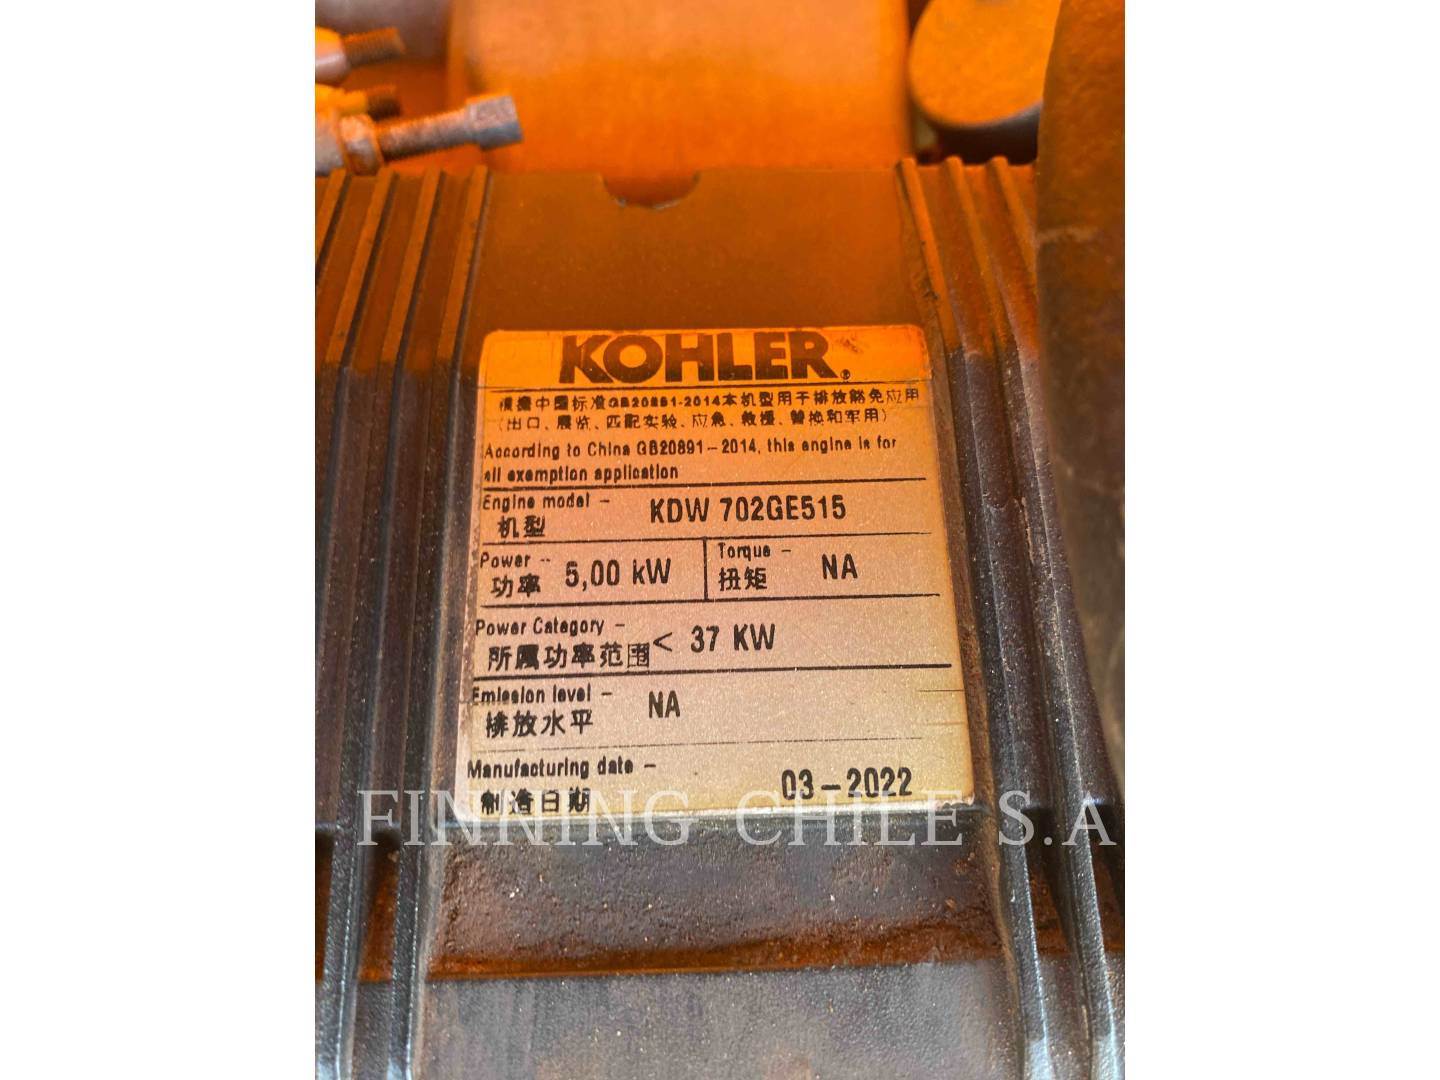 KOHLER®
根据中国标准GB20891-2014本机型用于排放豁免应用
(出口、展览、匹配实验、应急、救援、替换和军用)
According to China GB20891-2014, this engine is for
all exemption application
Engine model - KDW 702GE515
机型
Power -- 5,00 kW Torque - NA
功率 扭矩
Power Category - < 37 KW
所属功率范围
Emission level - NA
排放水平
Manufacturing date - 03-2022
制造日期
FINNING CHILE S.A